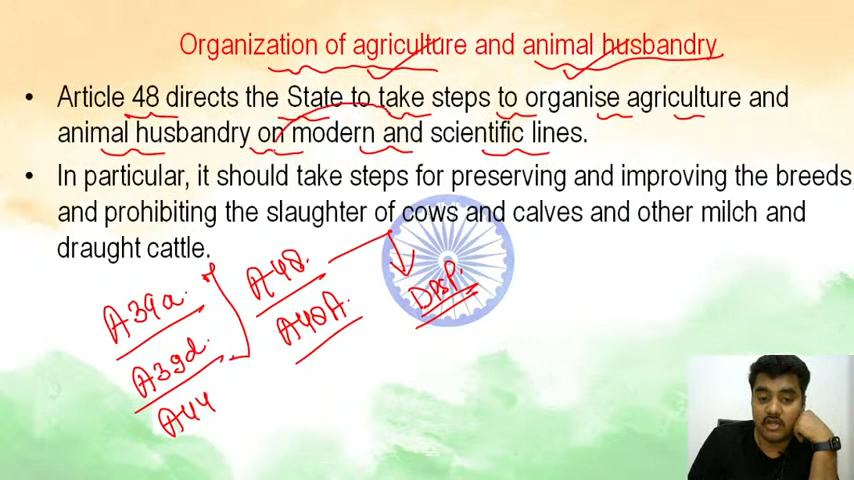 Organization of agriculture and animal husbandry
• Article 48 directs the State to take steps to organise agriculture and
animal husbandry on modern and scientific lines.
• In particular, it should take steps for preserving and improving the breeds,
and prohibiting the slaughter of cows and calves and other milch and
draught cattle.
A39a.
A39d.
A44
A48.
A48A.
DPSP.